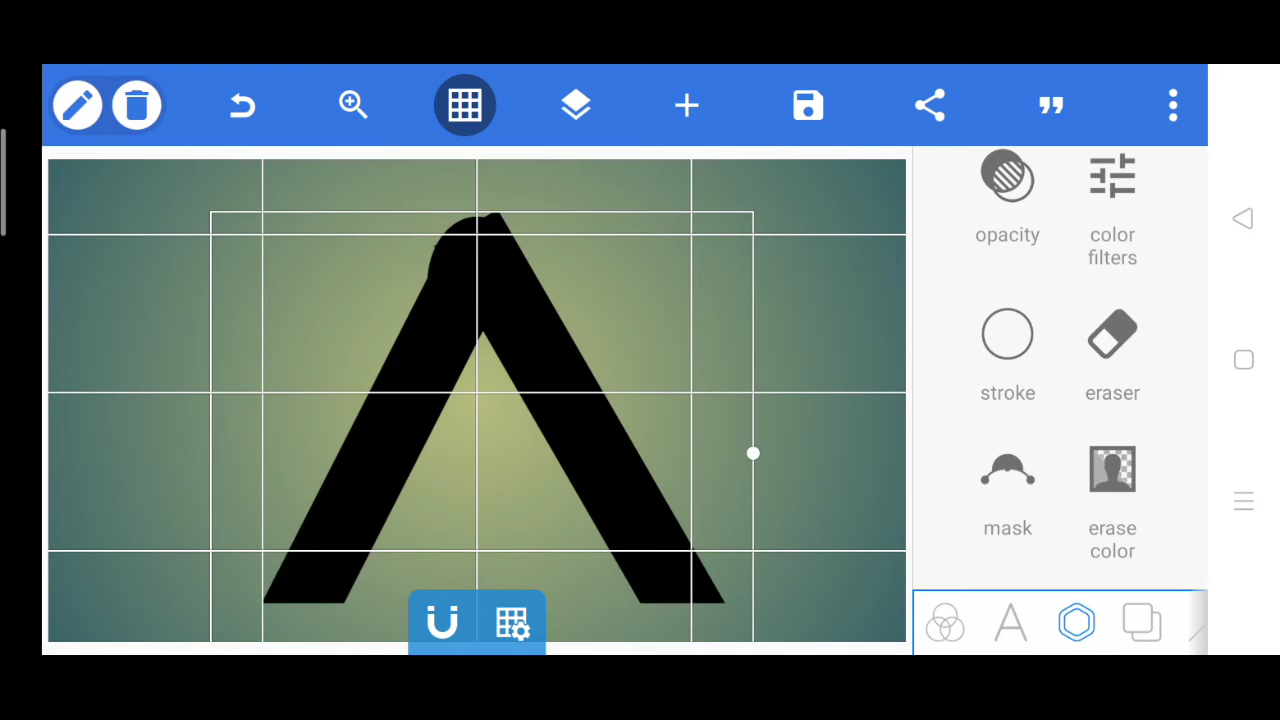 opacity
color
filters
stroke
eraser
mask
erase
color